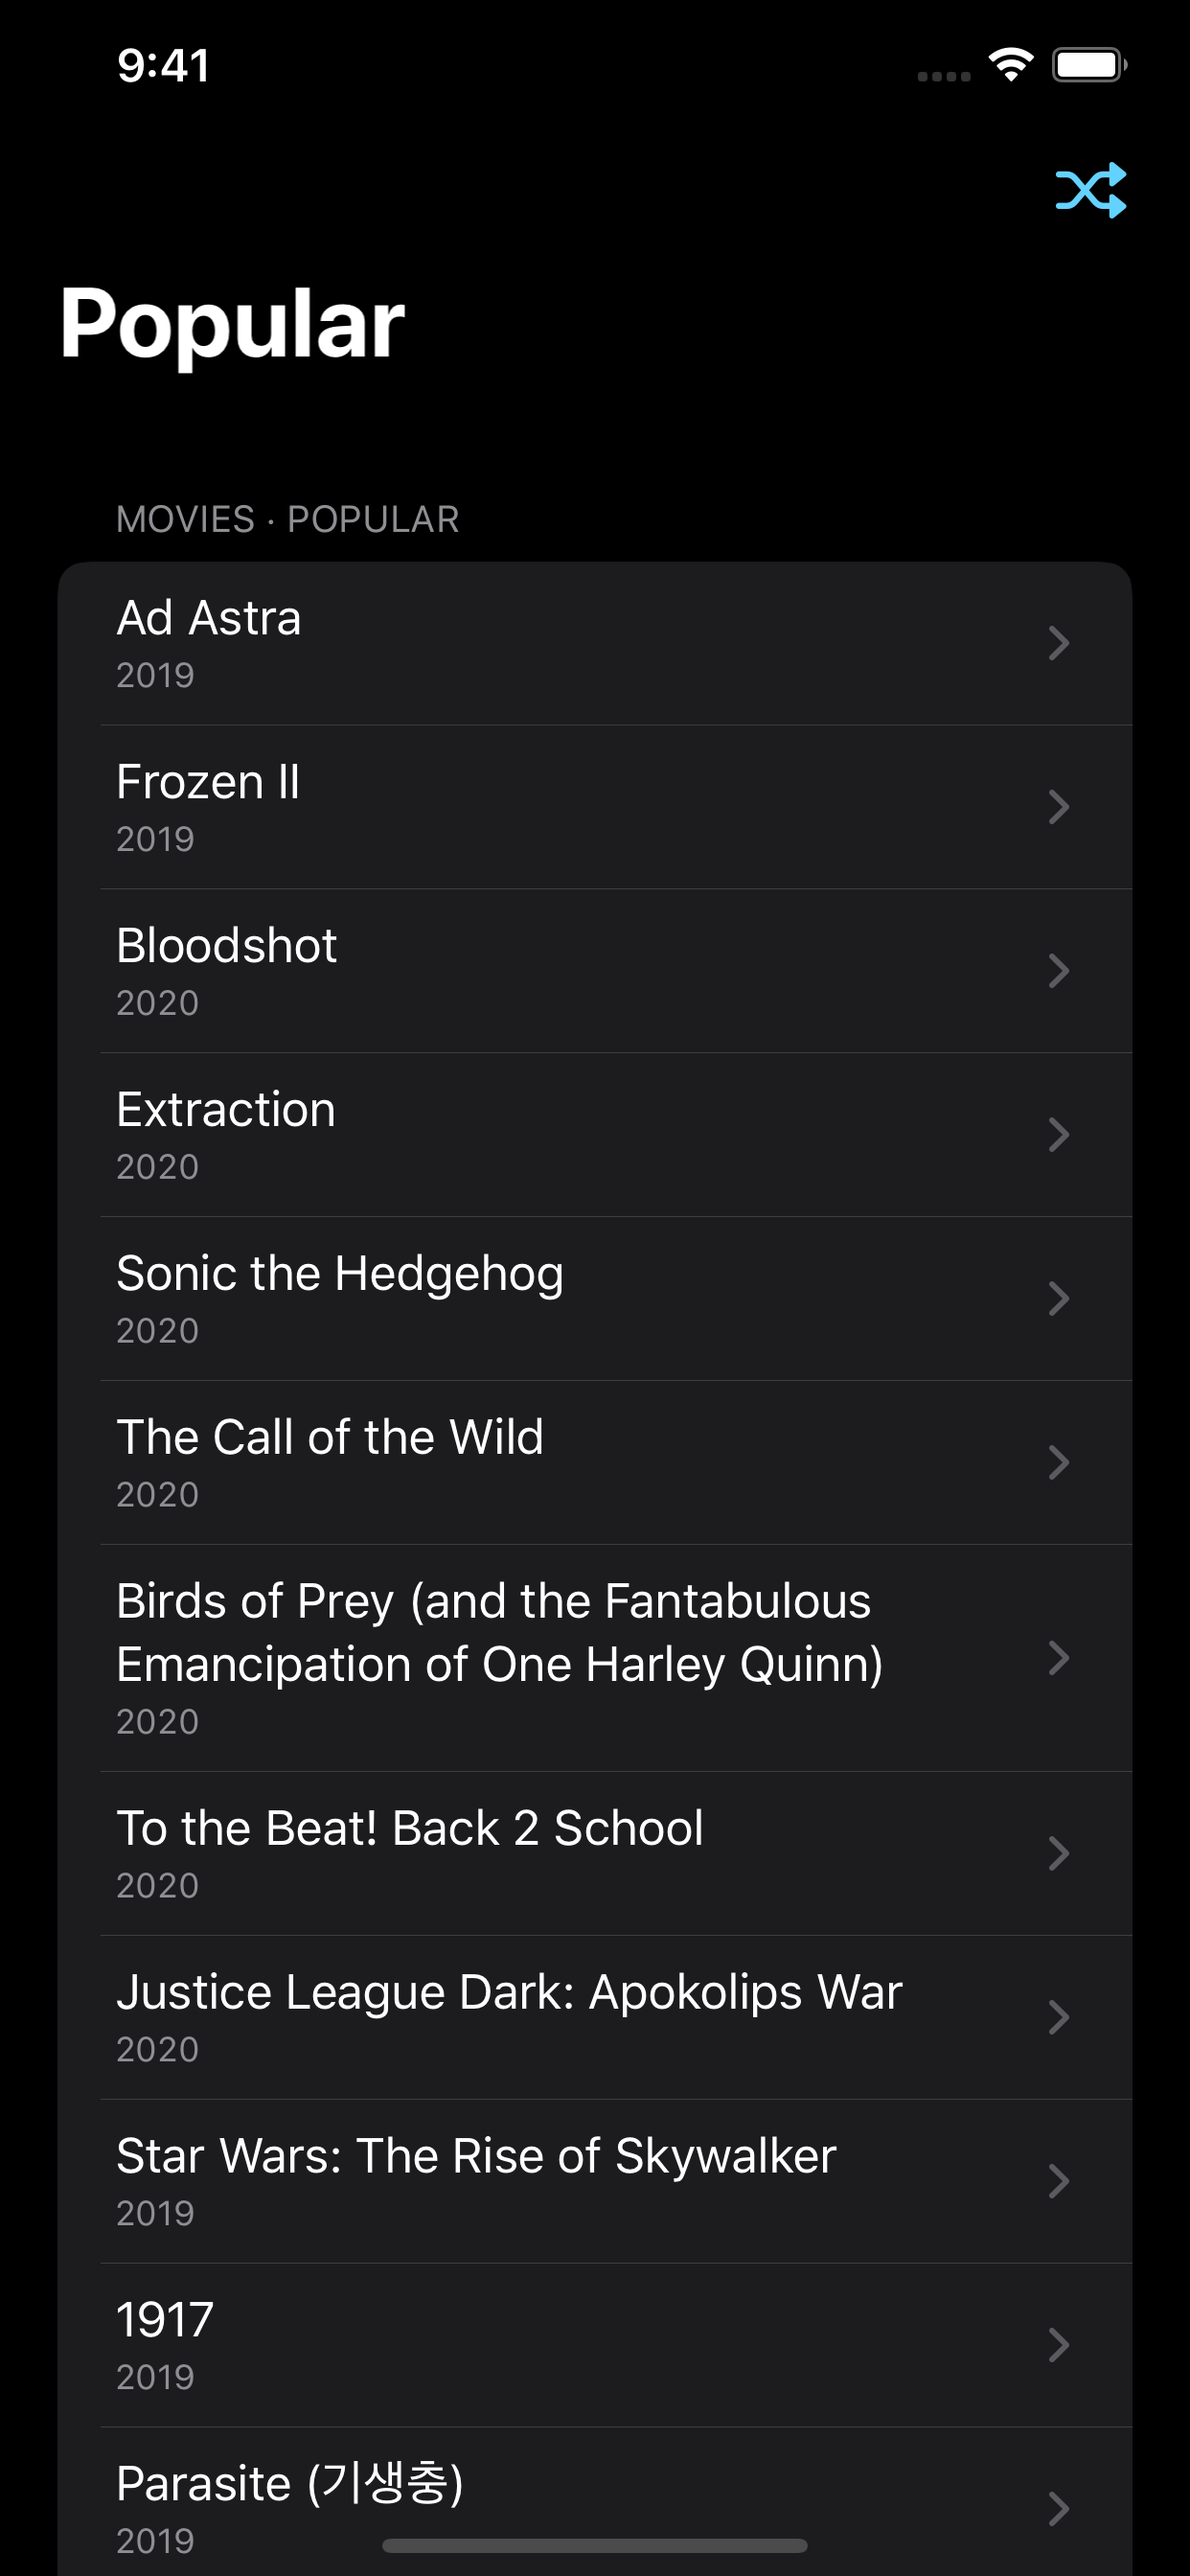 9:41
Popular
MOVIES · POPULAR
Ad Astra
2019
Frozen II
2019
Bloodshot
2020
Extraction
2020
Sonic the Hedgehog
2020
The Call of the Wild
2020
Birds of Prey (and the Fantabulous
Emancipation of One Harley Quinn)
2020
To the Beat! Back 2 School
2020
Justice League Dark: Apokolips War
2020
Star Wars: The Rise of Skywalker
2019
1917
2019
Parasite (기생충)
2019